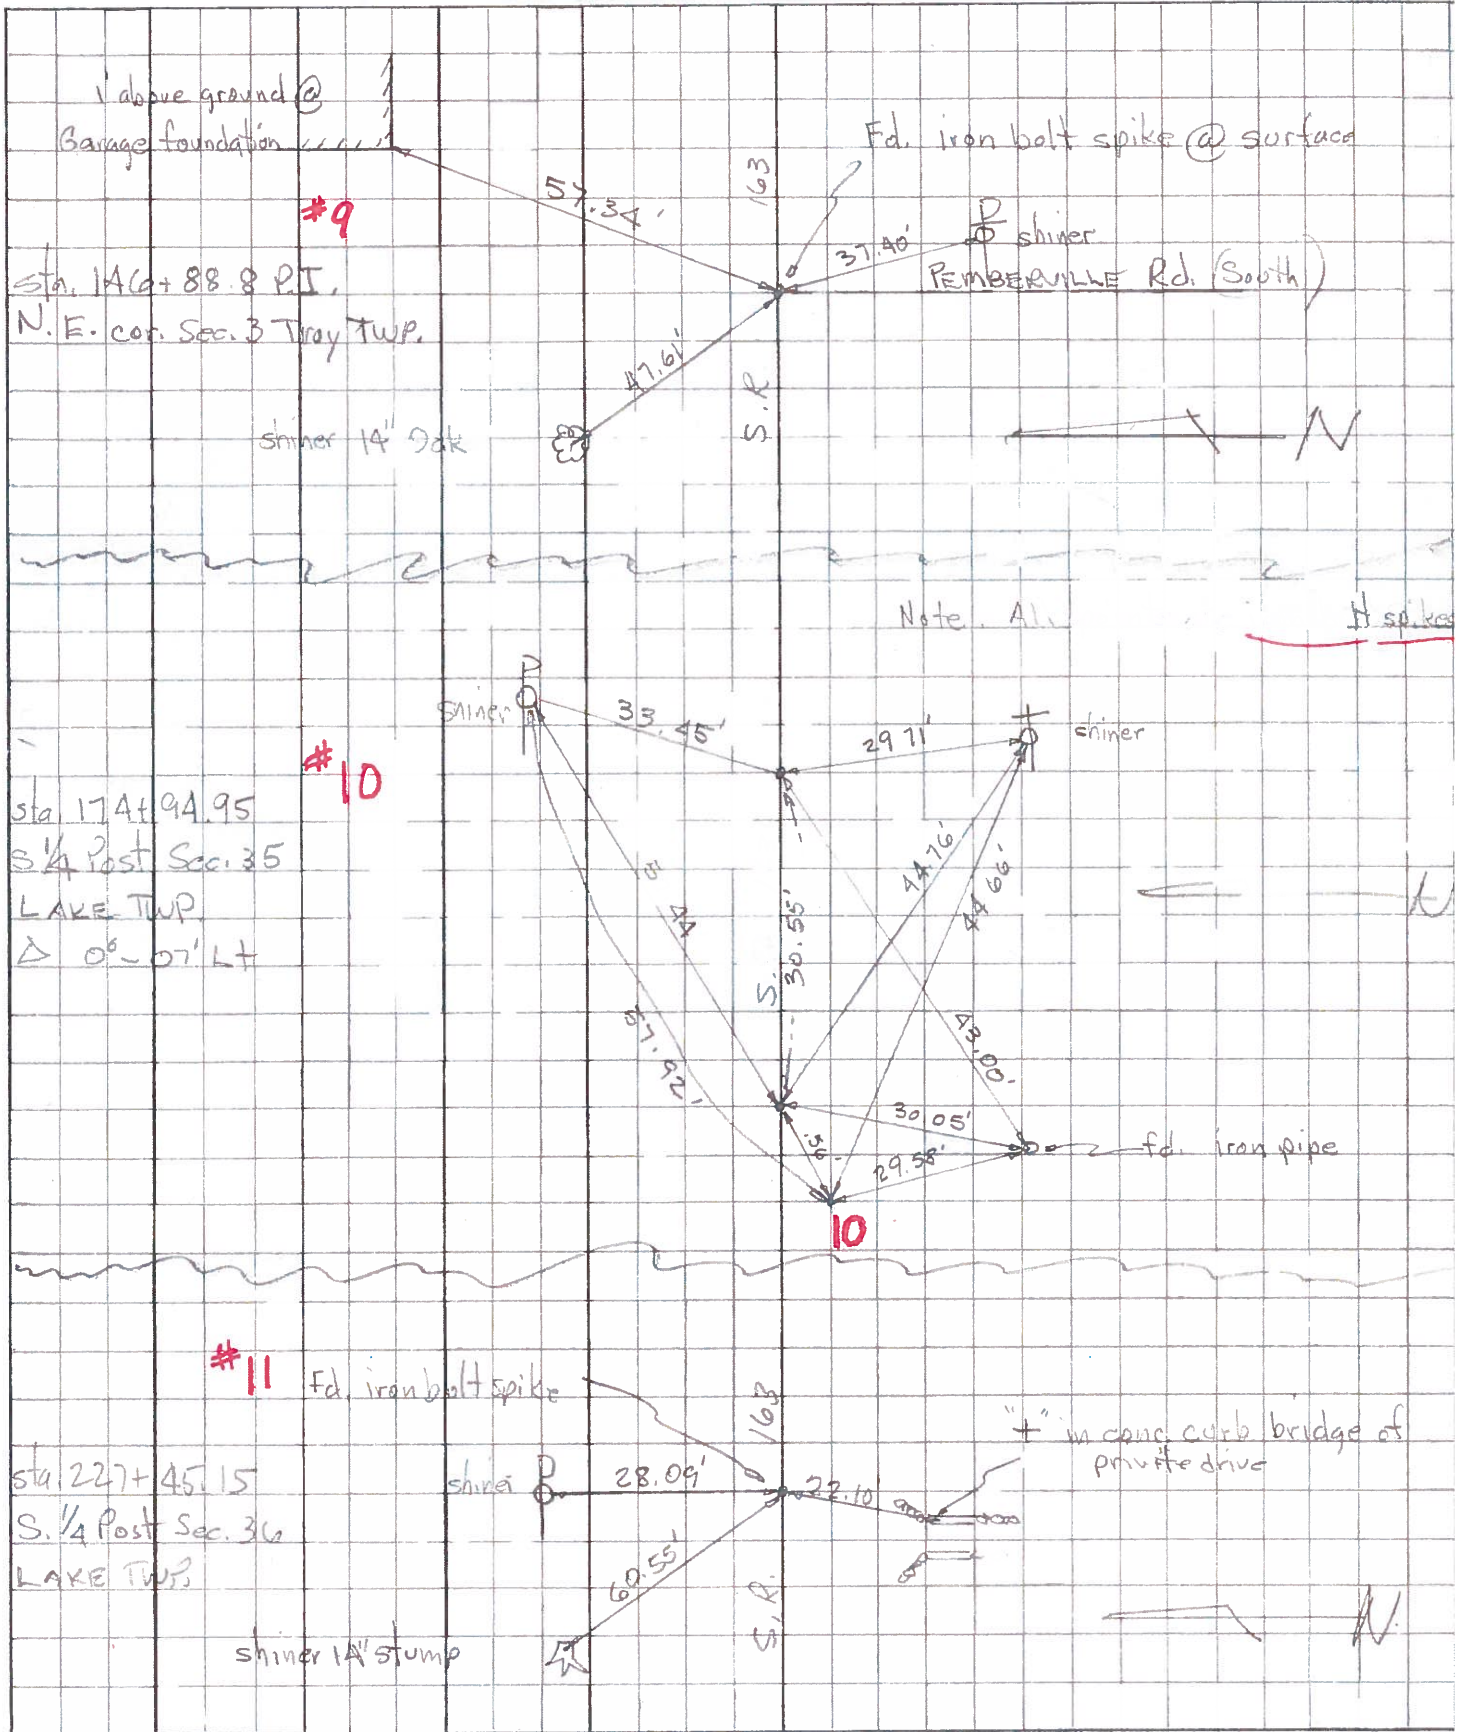 1' above ground @
Garage foundation
Fd. iron bolt spike @ surface
163
57.34'
#9
37.40'
P
shiner
PEMBERVILLE Rd. (South)
sta. 146+88.8 P.I.
N.E. cor. Sec. 3 Troy TWP.
47.61'
S.R.
shiner 14" Oak
N
Note. Al
spikes
P
shiner
33.45'
29.71'
shiner
#10
sta. 174+94.95
S 1/4 Post Sec. 35
LAKE TWP.
Δ 0°-07' Lt
44.76'
44.66'
44
30.55'
S.
57.92'
43.00'
30.05'
29.58'
fd. iron pipe
10
#11
Fd. iron bolt spike
163
"+" in conc. curb bridge of
private drive
sta. 227+45.15
S. 1/4 Post Sec. 36
LAKE TWP.
P
shiner
28.09'
22.10'
60.55'
S.R.
shiner 14" stump
N